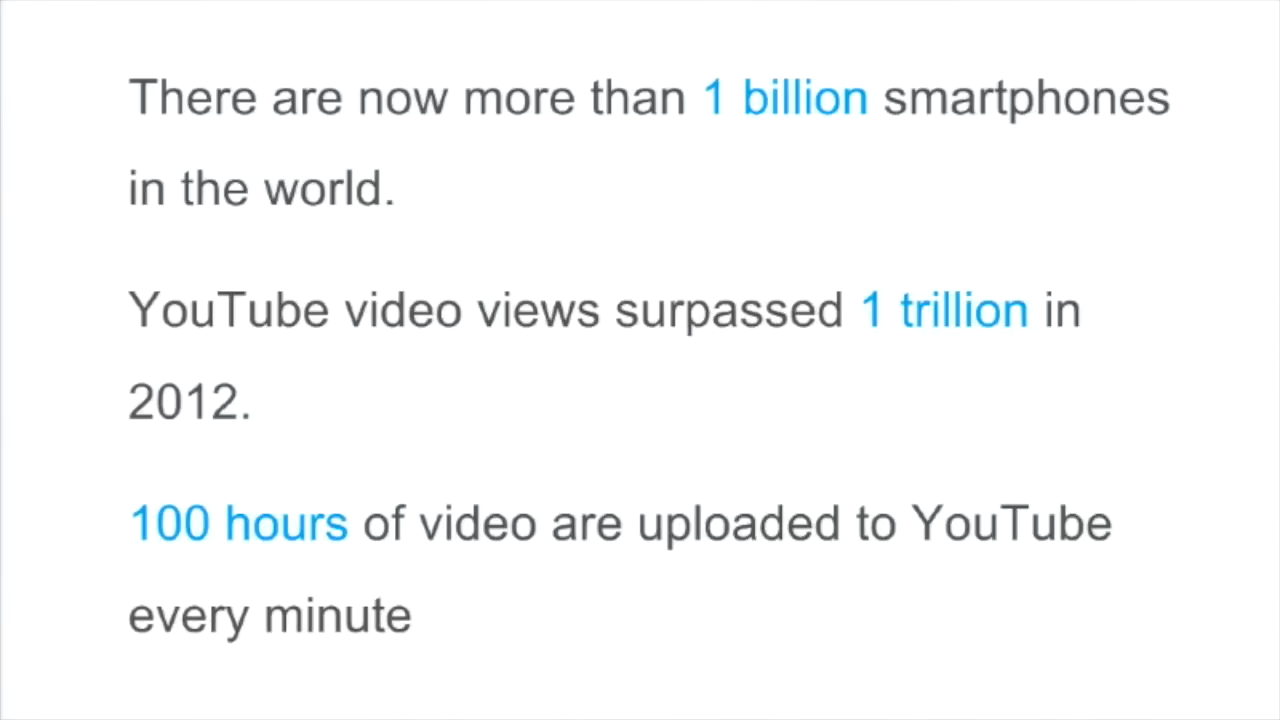 There are now more than 1 billion smartphones
in the world.
YouTube video views surpassed 1 trillion in
2012.
100 hours of video are uploaded to YouTube
every minute